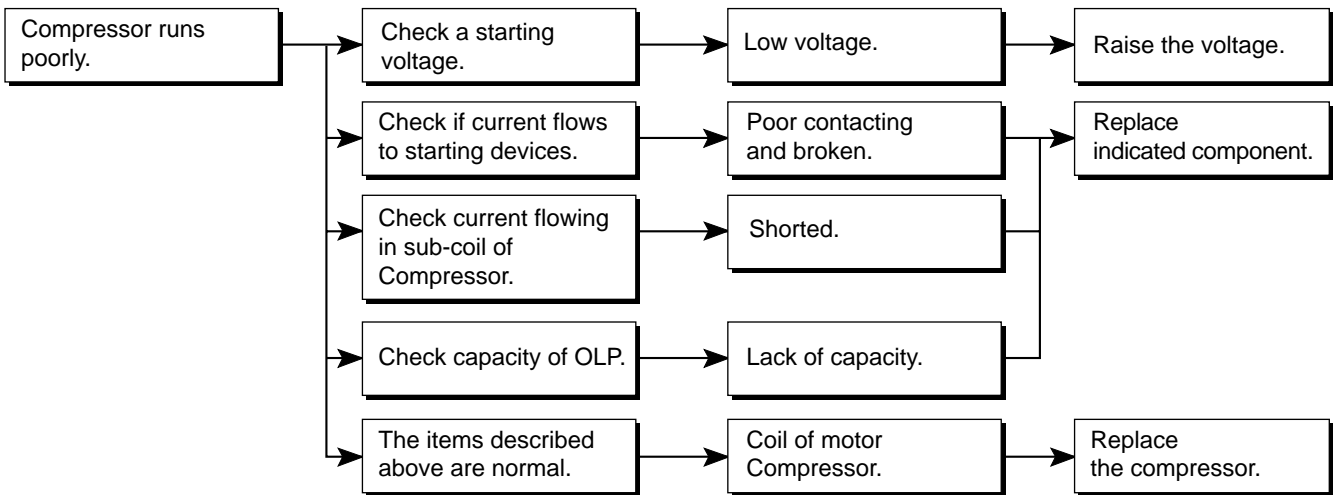 Compressor runs
poorly.
Check a starting
voltage.
Low voltage.
Raise the voltage.
Check if current flows
to starting devices.
Poor contacting
and broken.
Replace
indicated component.
Check current flowing
in sub-coil of
Compressor.
Shorted.
Check capacity of OLP.
Lack of capacity.
The items described
above are normal.
Coil of motor
Compressor.
Replace
the compressor.